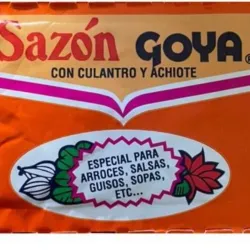 Sazón GOYA®
CON CULANTRO Y ACHIOTE
ESPECIAL PARA
ARROCES, SALSAS,
GUISOS, SOPAS,
ETC...